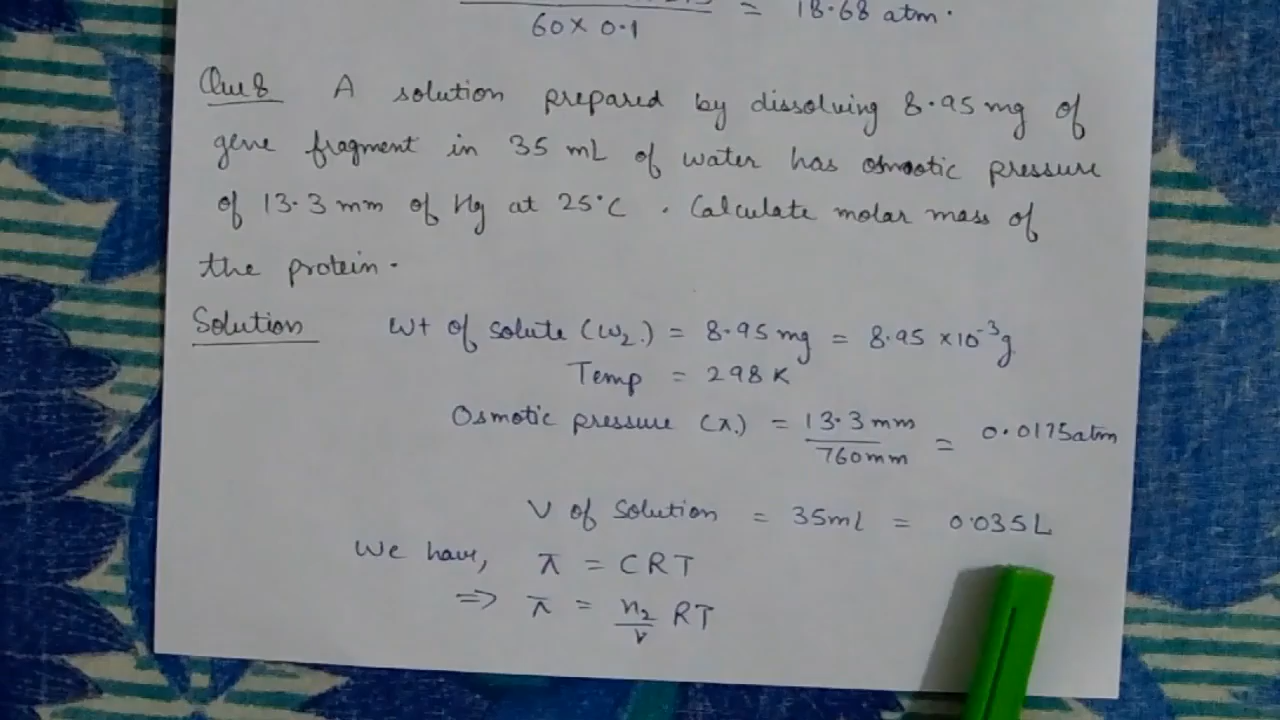 60 × 0.1 = 18.68 atm.
Que 8 A solution prepared by dissolving 8.95 mg of
gene fragment in 35 mL of water has osmotic pressure
of 13.3 mm of Hg at 25°C . Calculate molar mass of
the protein.
Solution Wt of solute (w₂) = 8.95 mg = 8.95 × 10⁻³ g.
Temp = 298 K
Osmotic pressure (π) = 13.3 mm / 760 mm = 0.0175 atm
V of Solution = 35 ml = 0.035 L
We have, π = CRT
⇒ π = n₂/V RT